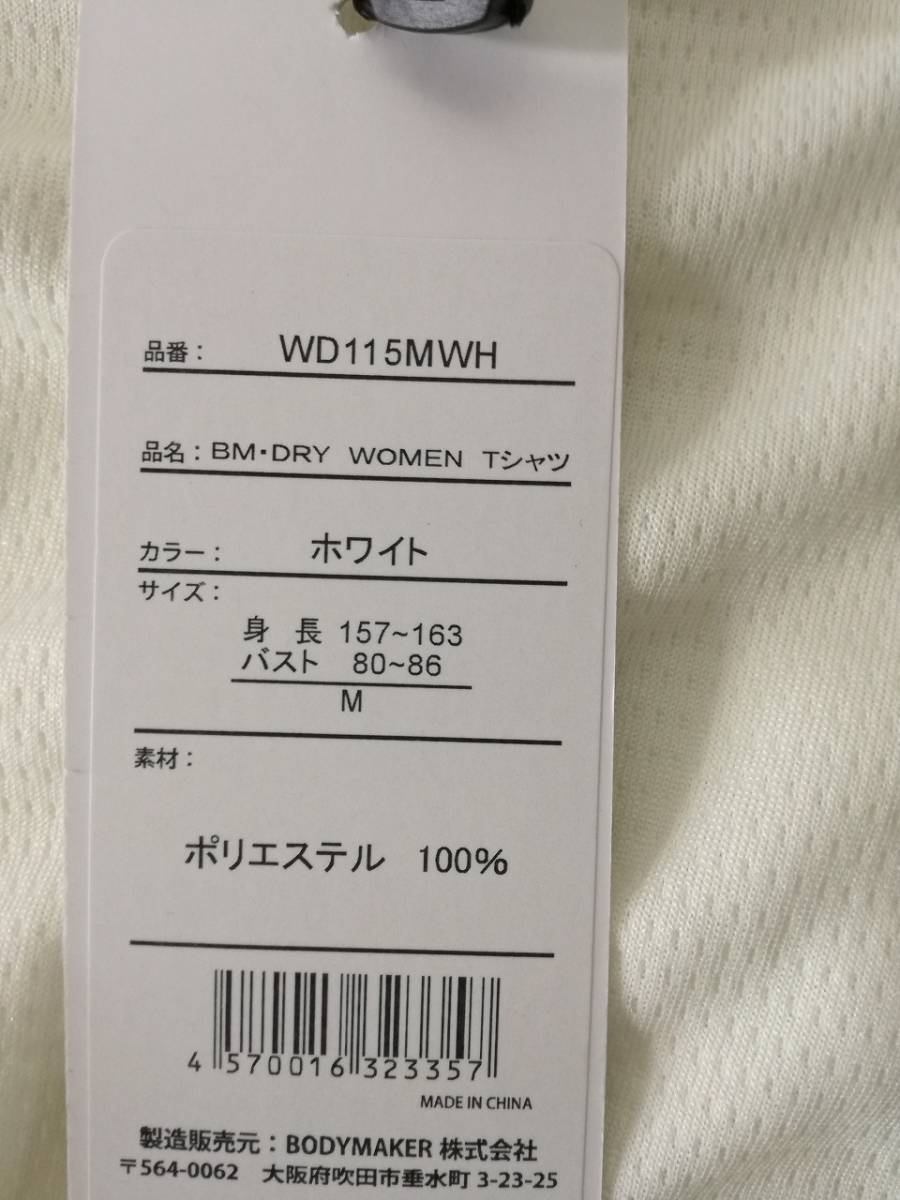 品番： WD115MWH
品名：BM・DRY WOMEN Tシャツ
カラー： ホワイト
サイズ：
身 長 157~163
バスト 80~86
M
素材：
ポリエステル 100%
4 570016 323357
MADE IN CHINA
製造販売元：BODYMAKER 株式会社
〒564-0062 大阪府吹田市垂水町 3-23-25